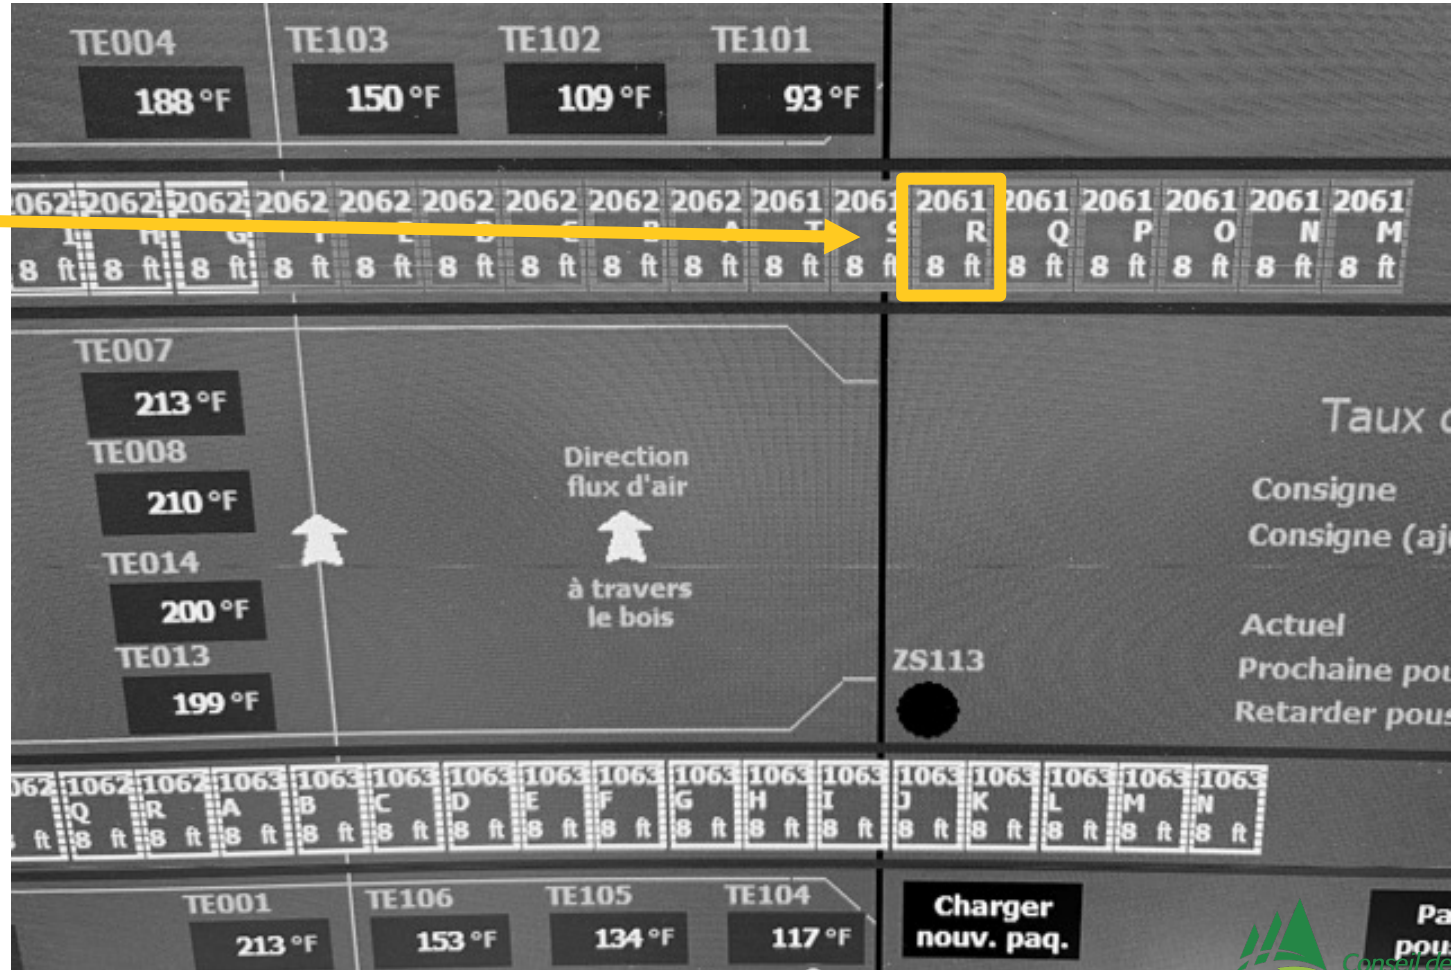 TE004 TE103 TE102 TE101
188 °F 150 °F 109 °F 93 °F
2062 2062 2062 2062 2062 2062 2062 2062 2062 2061 2061 2061 2061 2061 2061 2061 2061
I H G F E D C B A T S R Q P O N M
8 ft 8 ft 8 ft 8 ft 8 ft 8 ft 8 ft 8 ft 8 ft 8 ft 8 ft 8 ft 8 ft 8 ft 8 ft 8 ft 8 ft
TE007
213 °F
TE008
210 °F
TE014
200 °F
TE013
199 °F
Direction
flux d'air
à travers
le bois
Taux
Consigne
Consigne
Actuel
Prochaine
Retarder
ZS113
1062 1062 1063 1063 1063 1063 1063 1063 1063 1063 1063 1063 1063 1063 1063 1063
Q R A B C D E F G H I J K L M N
ft 8 ft 8 ft 8 ft 8 ft 8 ft 8 ft 8 ft 8 ft 8 ft 8 ft 8 ft 8 ft 8 ft 8 ft 8 ft 8 ft
TE001 TE106 TE105 TE104
213 °F 153 °F 134 °F 117 °F
Charger
nouv. paq.
Conseil de